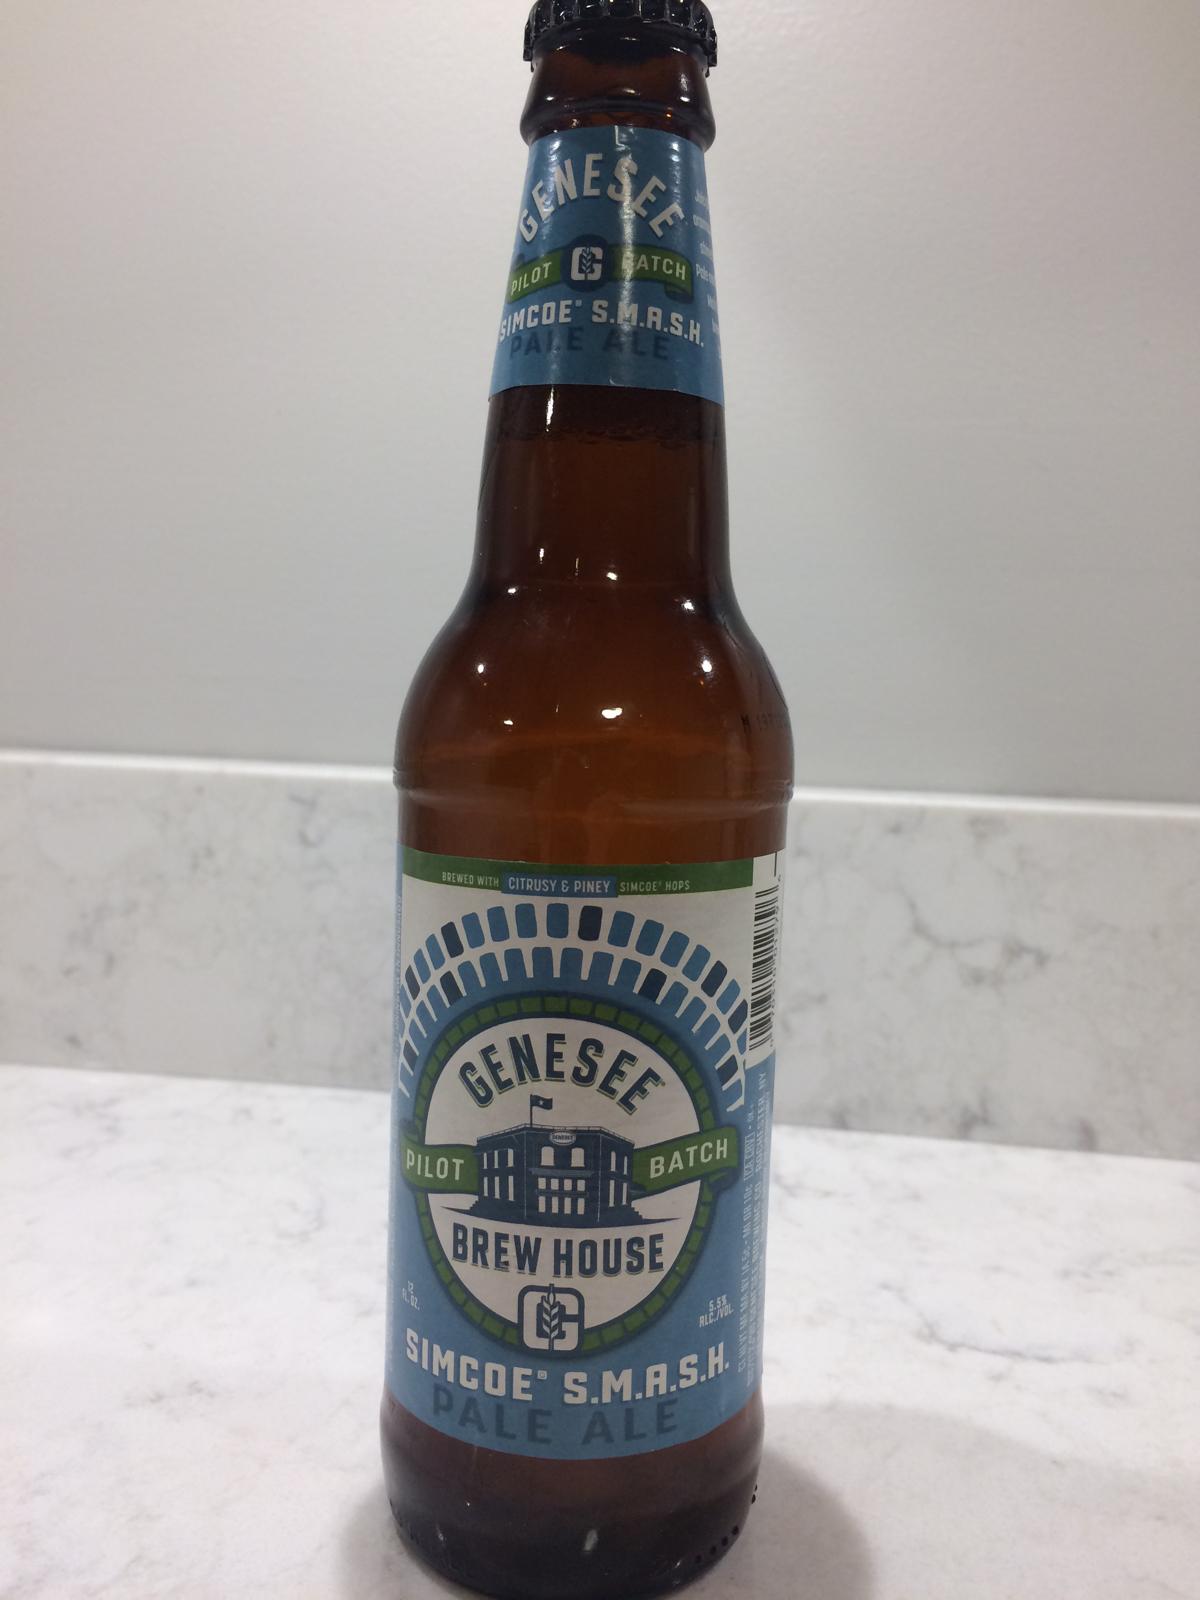 GENESEE
PILOT G BATCH
SIMCOE® S.M.A.S.H.
PALE ALE
BREWED WITH CITRUSY & PINEY SIMCOE® HOPS
GENESEE
GENESEE
PILOT BATCH
BREW HOUSE
G
12
FL. OZ.
5.5%
ALC./VOL.
SIMCOE® S.M.A.S.H.
PALE ALE